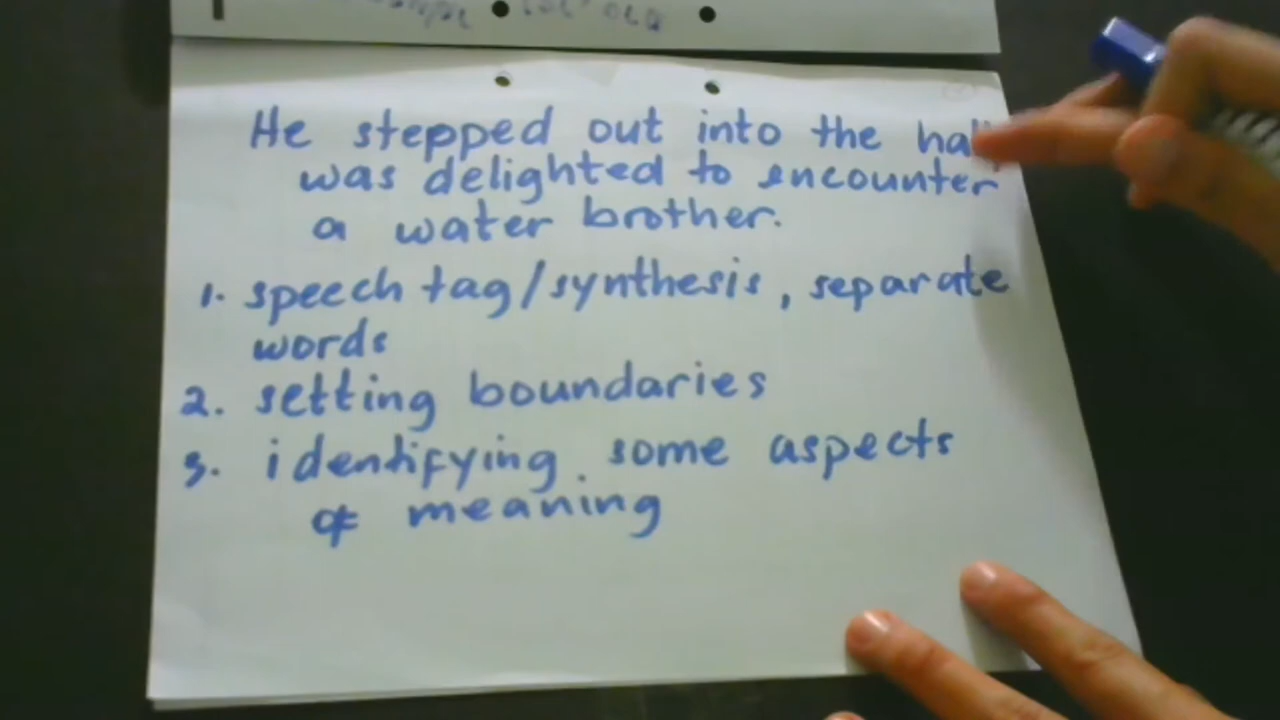 He stepped out into the
was delighted to encounter
a water brother.
1. speech tag/synthesis, separate
words
2. setting boundaries
3. identifying some aspects
of meaning